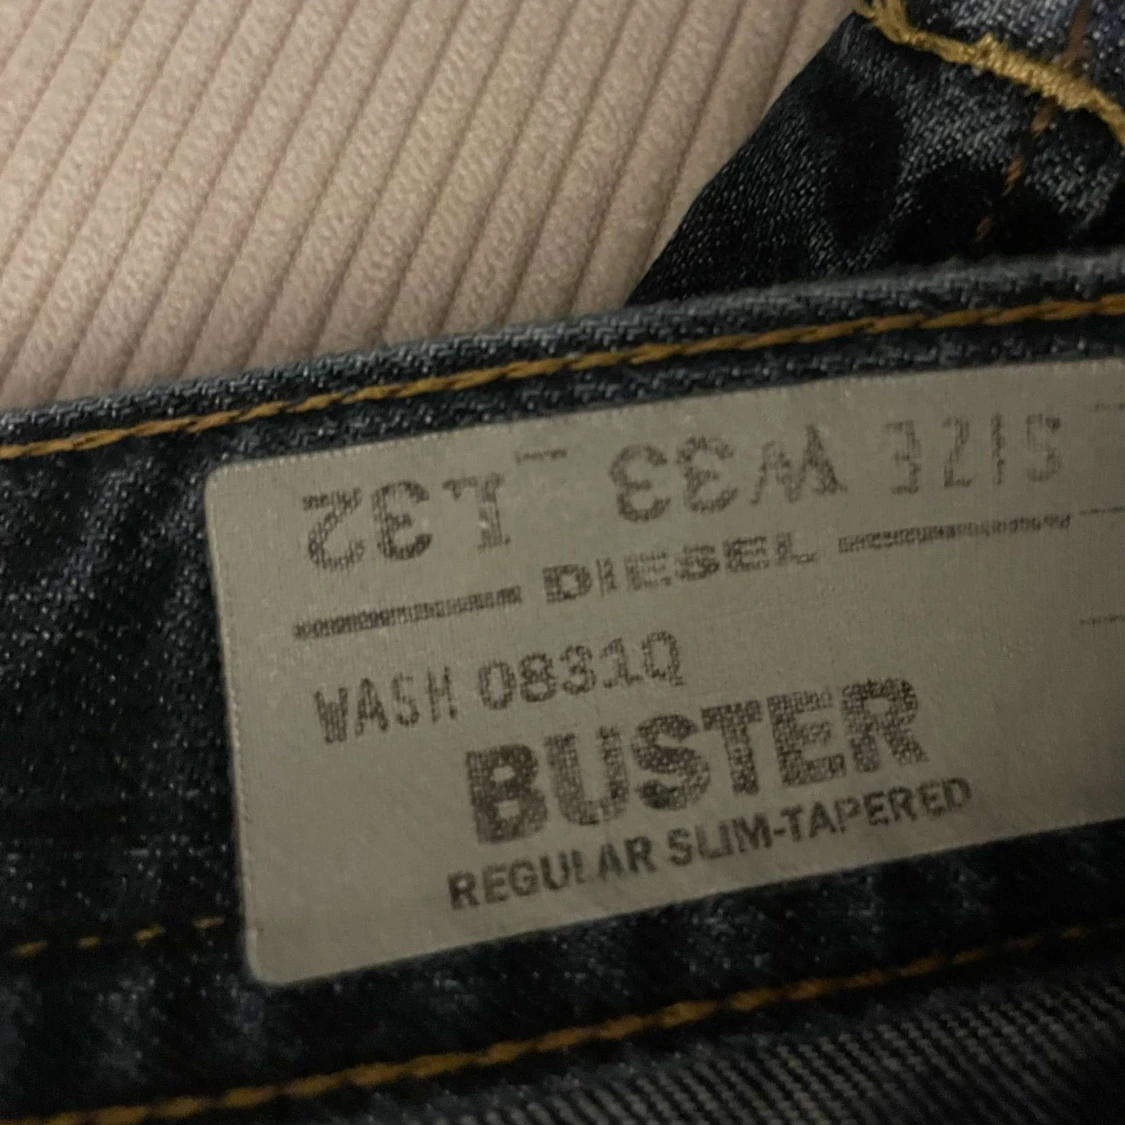 SIZE W33 - L32
DIESEL
WASH 0831Q
BUSTER
REGULAR SLIM-TAPERED